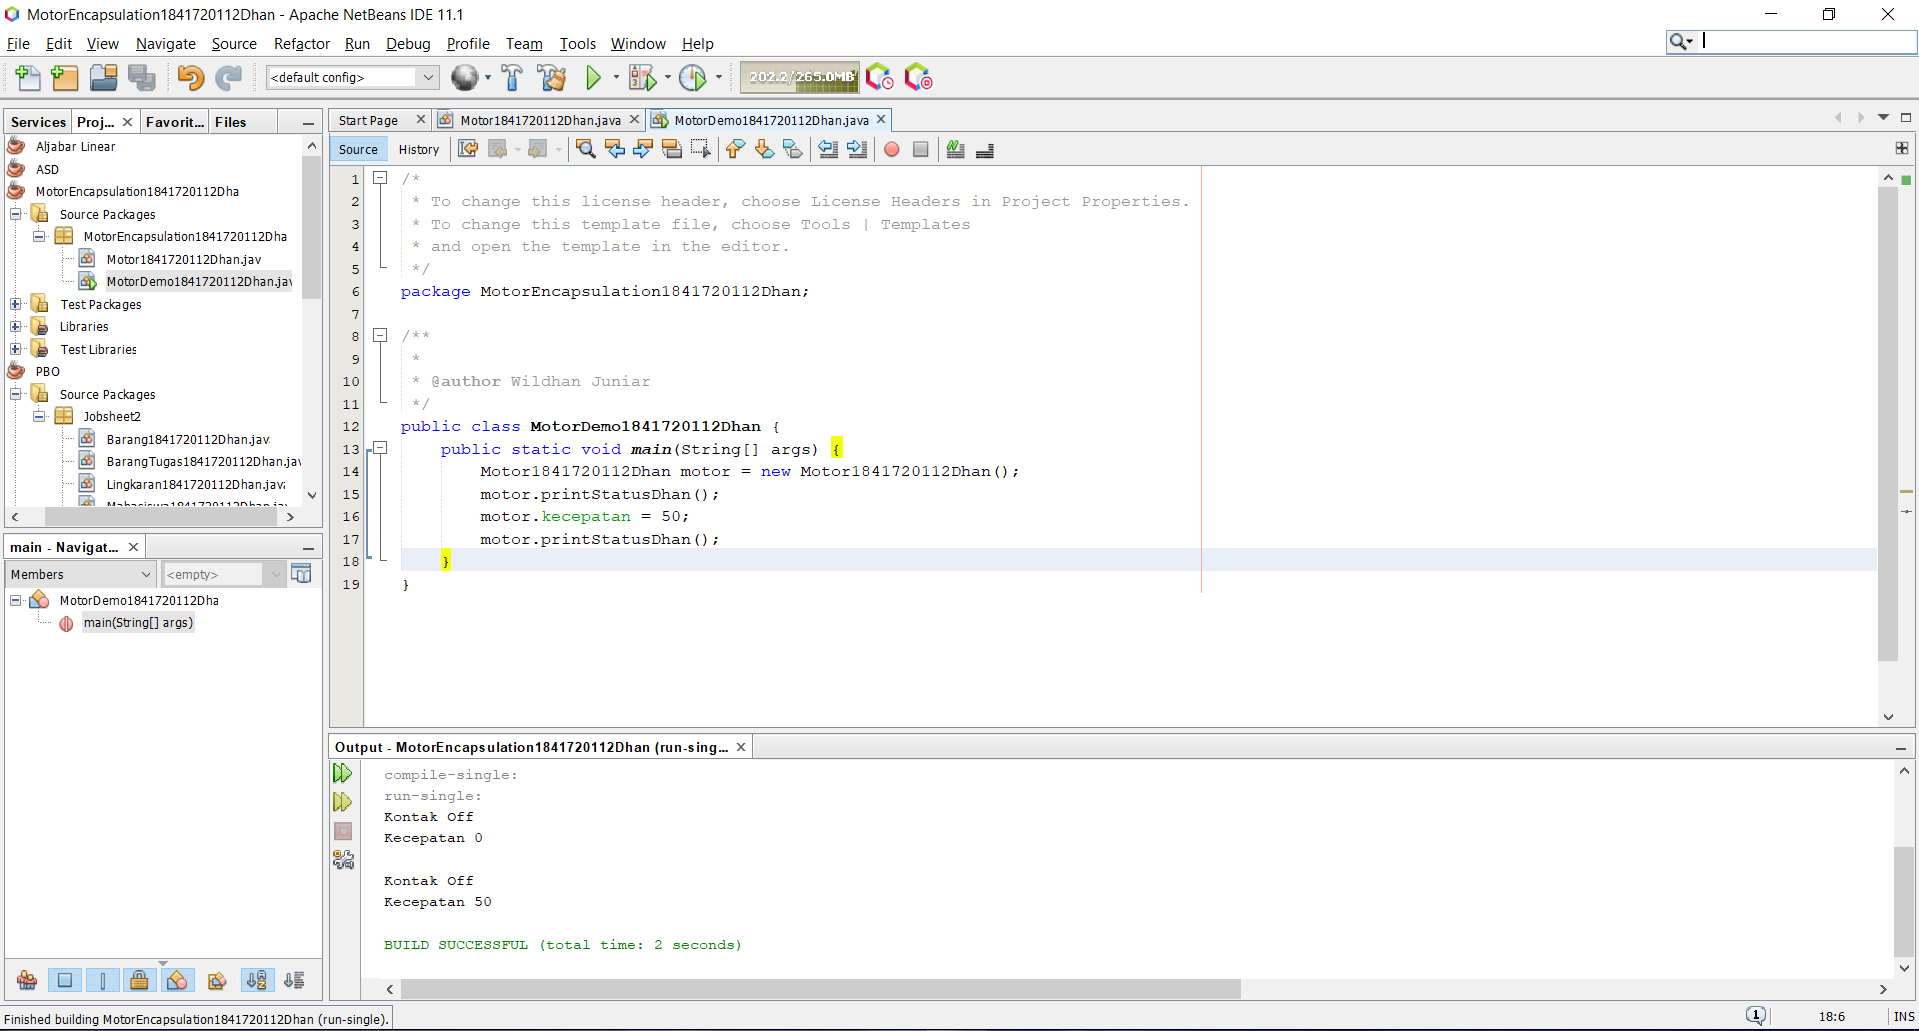 MotorEncapsulation1841720112Dhan - Apache NetBeans IDE 11.1
File Edit View Navigate Source Refactor Run Debug Profile Team Tools Window Help
<default config>
202.2/265.0MB
Services Proj... Favorit... Files
Aljabar Linear
ASD
MotorEncapsulation1841720112Dha
Source Packages
MotorEncapsulation1841720112Dha
Motor1841720112Dhan.jav
MotorDemo1841720112Dhan.jav
Test Packages
Libraries
Test Libraries
PBO
Source Packages
Jobsheet2
Barang1841720112Dhan.jav
BarangTugas1841720112Dhan.jav
Lingkaran1841720112Dhan.java
main - Navigat...
Members <empty>
MotorDemo1841720112Dha
main(String[] args)
Start Page Motor1841720112Dhan.java MotorDemo1841720112Dhan.java
Source History
1 /*
2 * To change this license header, choose License Headers in Project Properties.
3 * To change this template file, choose Tools | Templates
4 * and open the template in the editor.
5 */
6 package MotorEncapsulation1841720112Dhan;
7
8 /**
9 *
10 * @author Wildhan Juniar
11 */
12 public class MotorDemo1841720112Dhan {
13 public static void main(String[] args) {
14 Motor1841720112Dhan motor = new Motor1841720112Dhan();
15 motor.printStatusDhan();
16 motor.kecepatan = 50;
17 motor.printStatusDhan();
18 }
19 }
Output - MotorEncapsulation1841720112Dhan (run-sing...
compile-single:
run-single:
Kontak Off
Kecepatan 0
Kontak Off
Kecepatan 50
BUILD SUCCESSFUL (total time: 2 seconds)
Finished building MotorEncapsulation1841720112Dhan (run-single).
1
18:6 INS